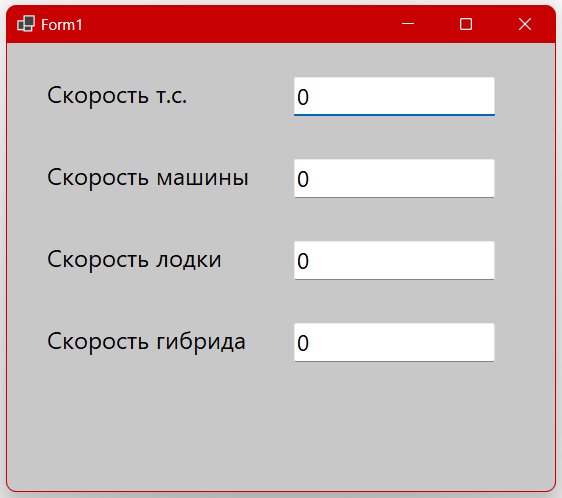 Form1
Скорость т.с. 0
Скорость машины 0
Скорость лодки 0
Скорость гибрида 0